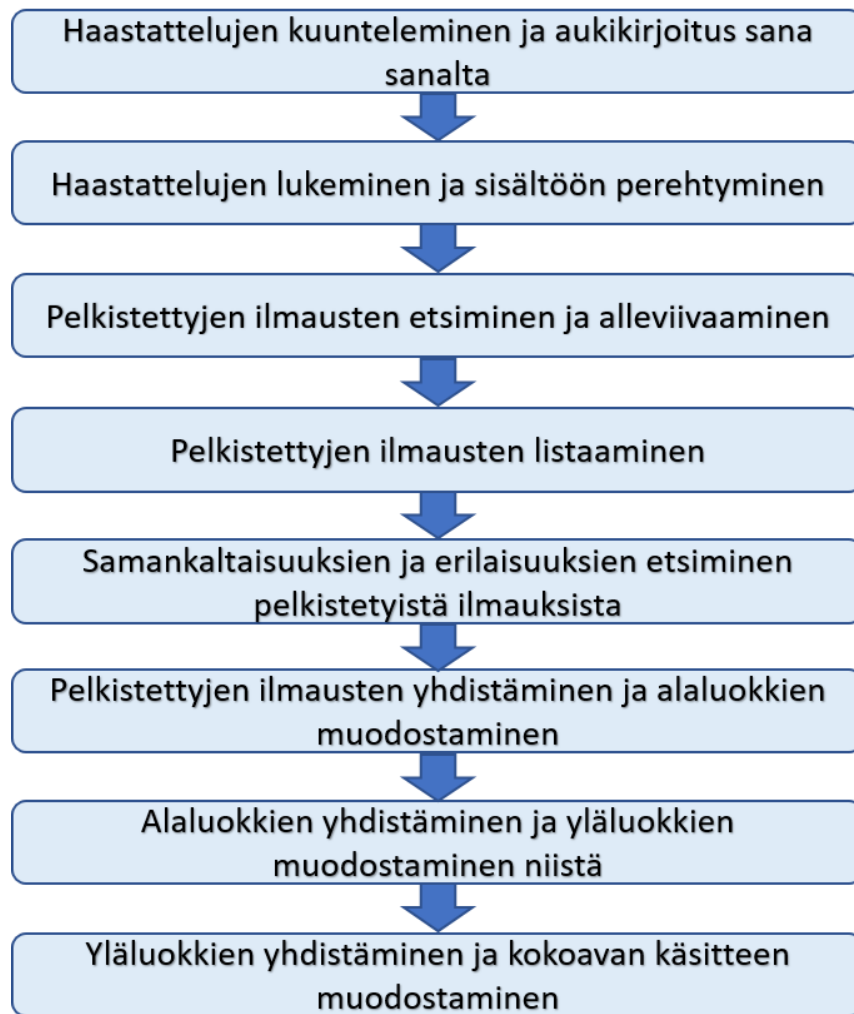 Haastattelujen kuunteleminen ja aukikirjoitus sana
sanalta
Haastattelujen lukeminen ja sisältöön perehtyminen
Pelkistettyjen ilmausten etsiminen ja alleviivaaminen
Pelkistettyjen ilmausten listaaminen
Samankaltaisuuksien ja erilaisuuksien etsiminen
pelkistetyistä ilmauksista
Pelkistettyjen ilmausten yhdistäminen ja alaluokkien
muodostaminen
Alaluokkien yhdistäminen ja yläluokkien
muodostaminen niistä
Yläluokkien yhdistäminen ja kokoavan käsitteen
muodostaminen